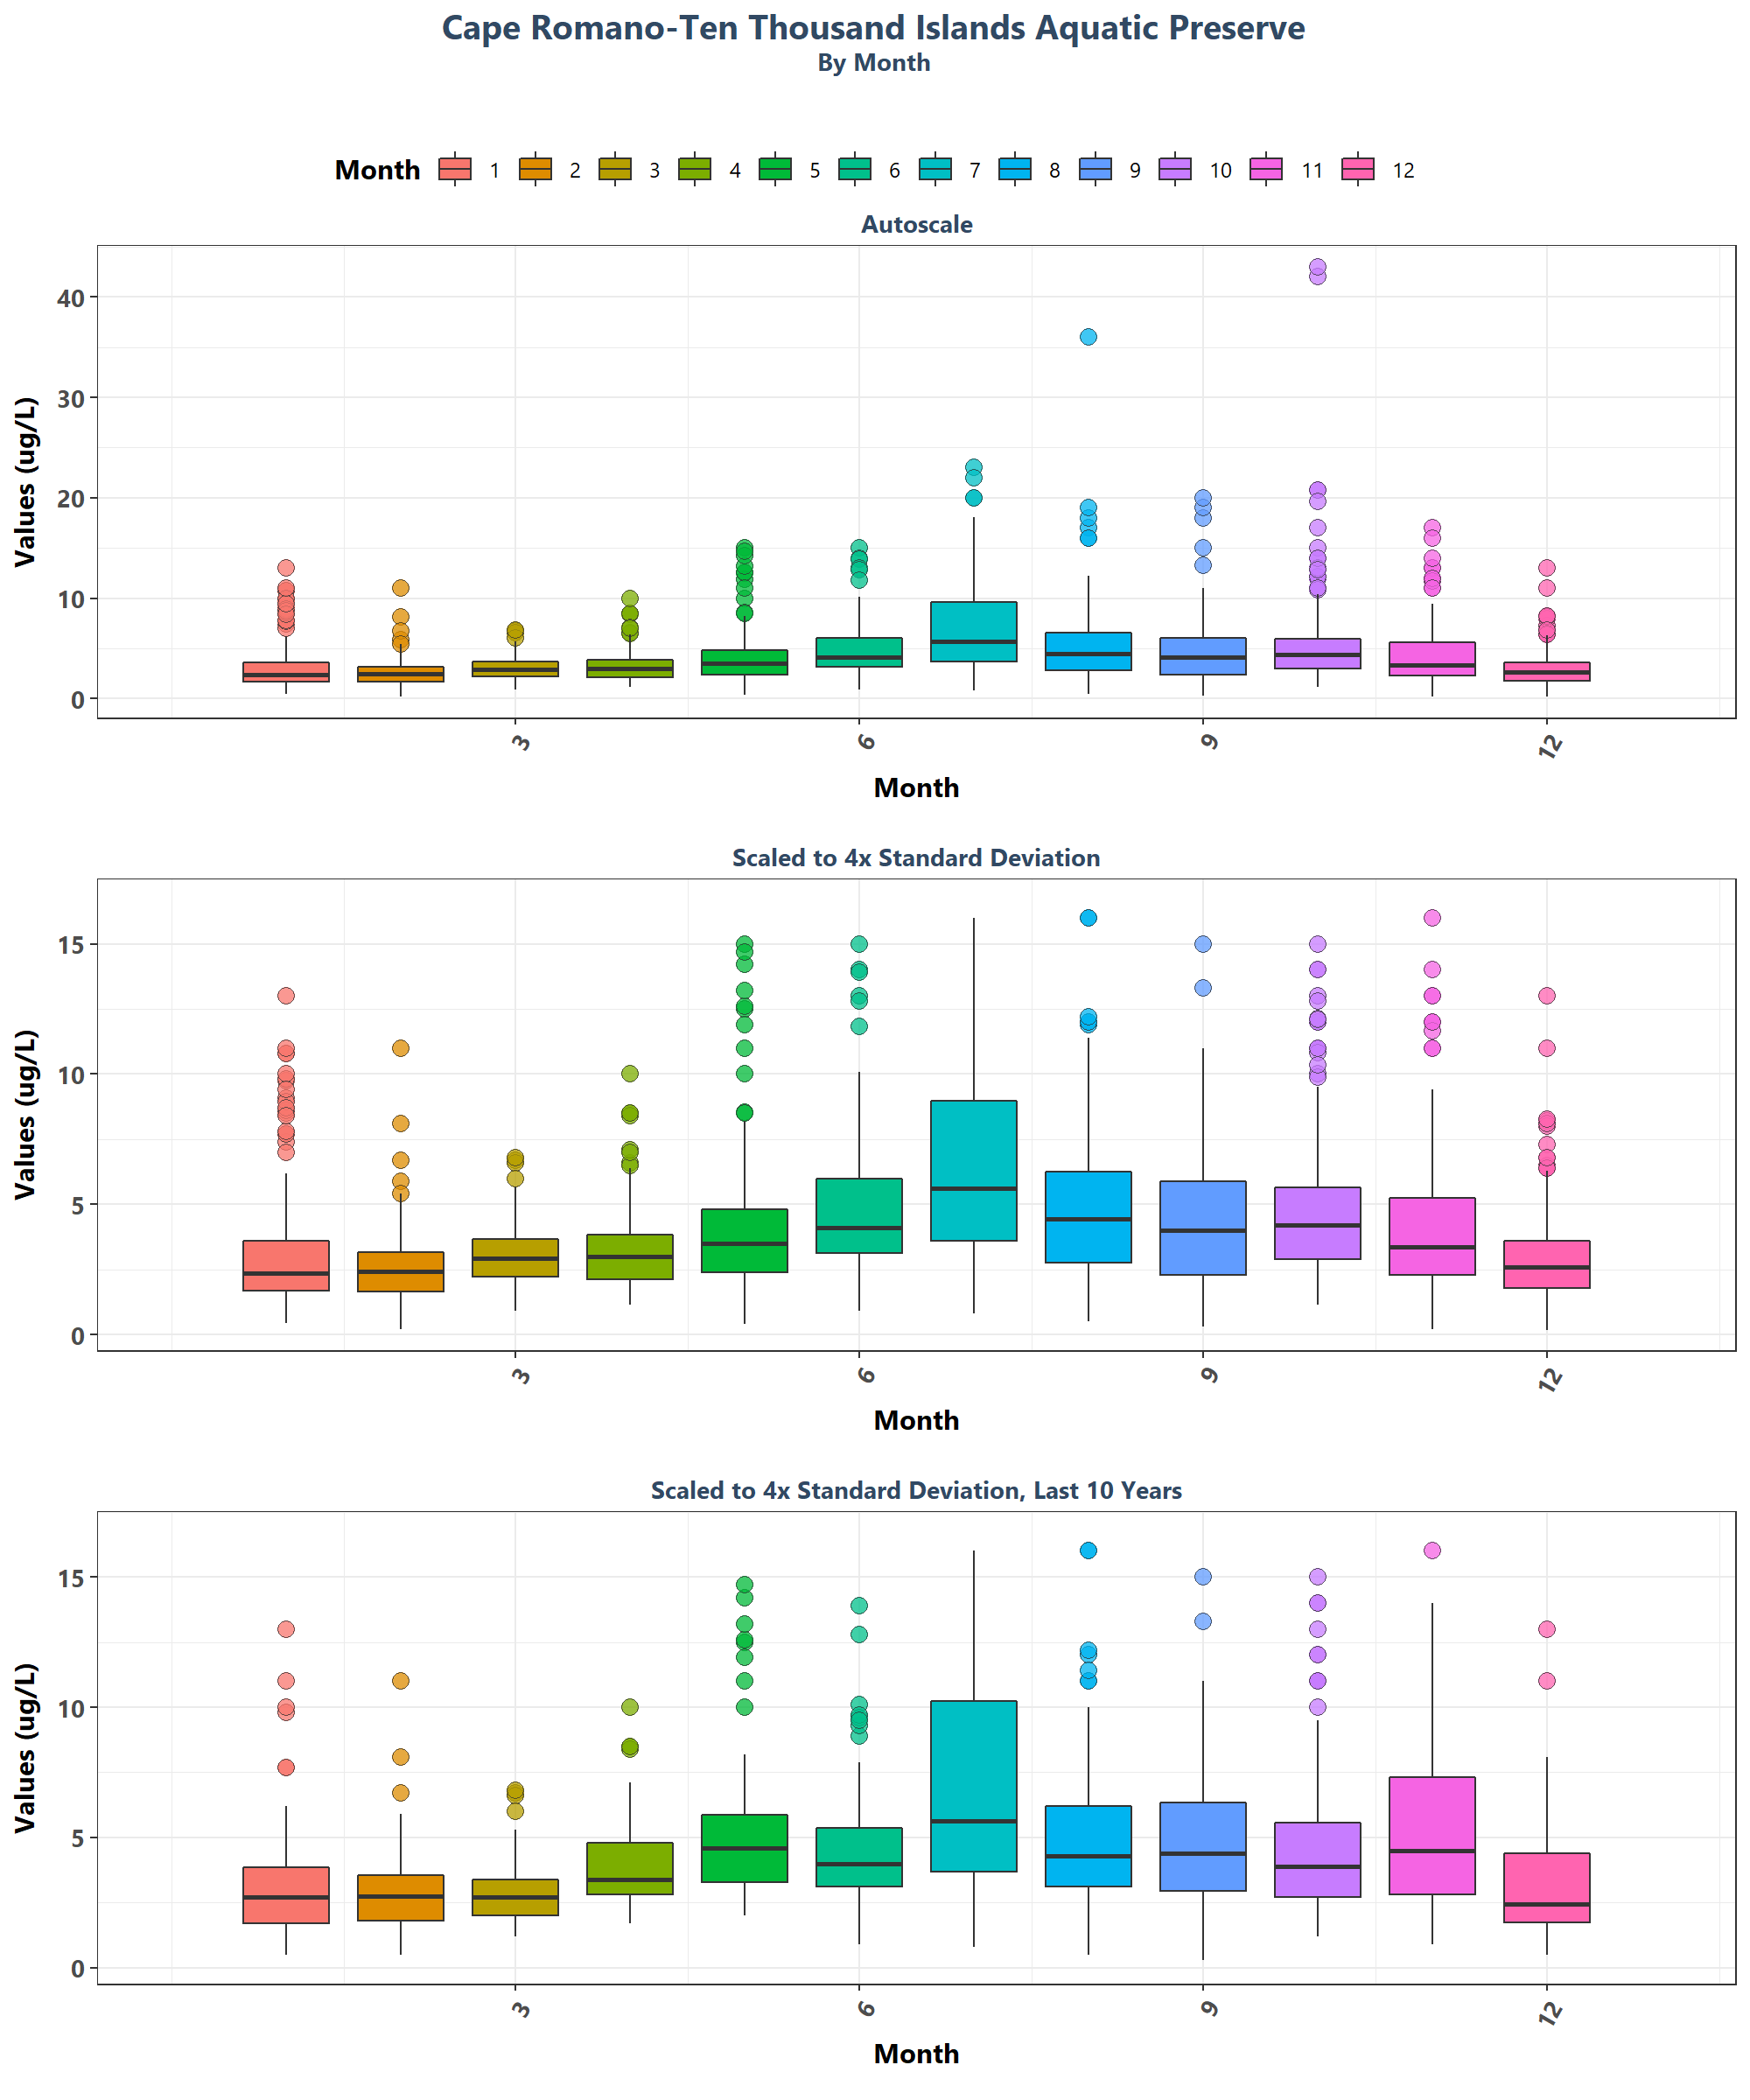 Cape Romano-Ten Thousand Islands Aquatic Preserve
By Month
Month 1 2 3 4 5 6 7 8 9 10 11 12
Autoscale
Values (ug/L)
40
30
20
10
0
3 6 9 12
Month
Scaled to 4x Standard Deviation
Values (ug/L)
15
10
5
0
3 6 9 12
Month
Scaled to 4x Standard Deviation, Last 10 Years
Values (ug/L)
15
10
5
0
3 6 9 12
Month